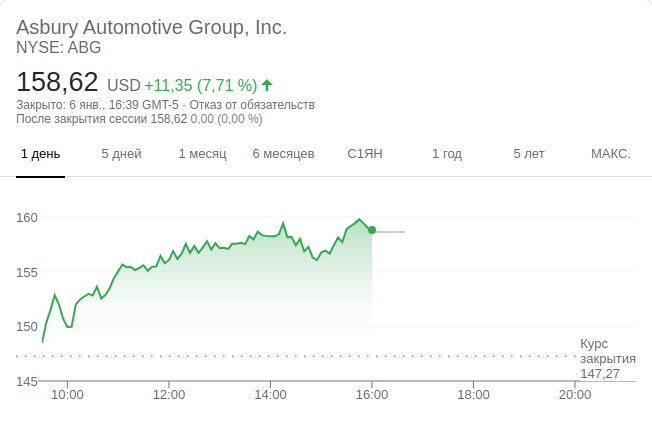 Asbury Automotive Group, Inc.
NYSE: ABG
158,62 USD +11,35 (7,71 %)
Закрыто: 6 янв., 16:39 GMT-5 · Отказ от обязательств
После закрытия сессии 158,62 0,00 (0,00 %)
1 день 5 дней 1 месяц 6 месяцев С1ЯН 1 год 5 лет МАКС.
160
155
150
Курс
закрытия
147,27
145
10:00 12:00 14:00 16:00 18:00 20:00